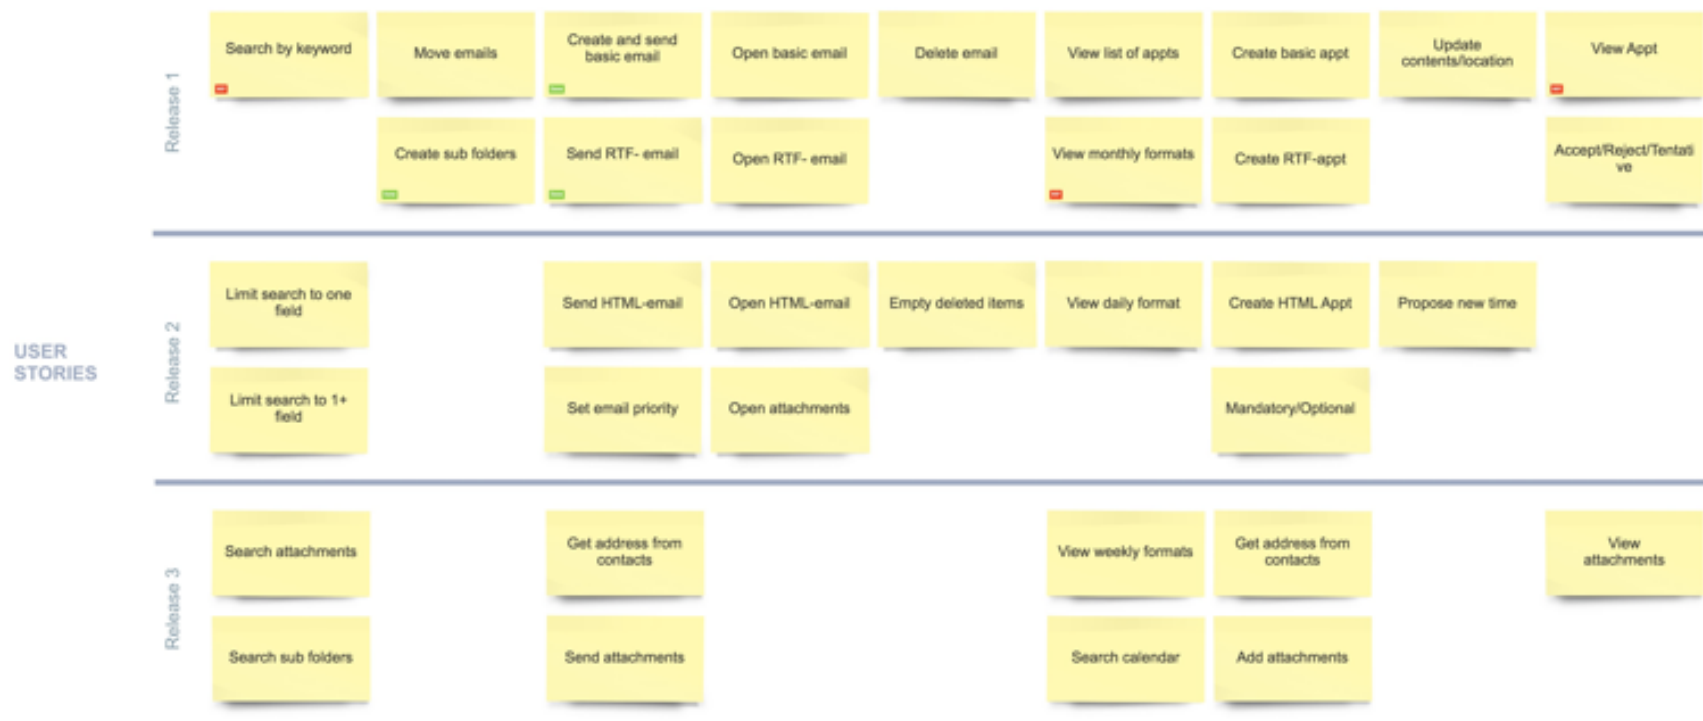 USER
STORIES
Release 1
Search by keyword
Move emails
Create and send
basic email
Open basic email
Delete email
View list of appts
Create basic appt
Update
contents/location
View Appt
Create sub folders
Send RTF- email
Open RTF- email
View monthly formats
Create RTF-appt
Accept/Reject/Tentati
ve
Release 2
Limit search to one
field
Send HTML-email
Open HTML-email
Empty deleted items
View daily format
Create HTML Appt
Propose new time
Limit search to 1+
field
Set email priority
Open attachments
Mandatory/Optional
Release 3
Search attachments
Get address from
contacts
View weekly formats
Get address from
contacts
View
attachments
Search sub folders
Send attachments
Search calendar
Add attachments